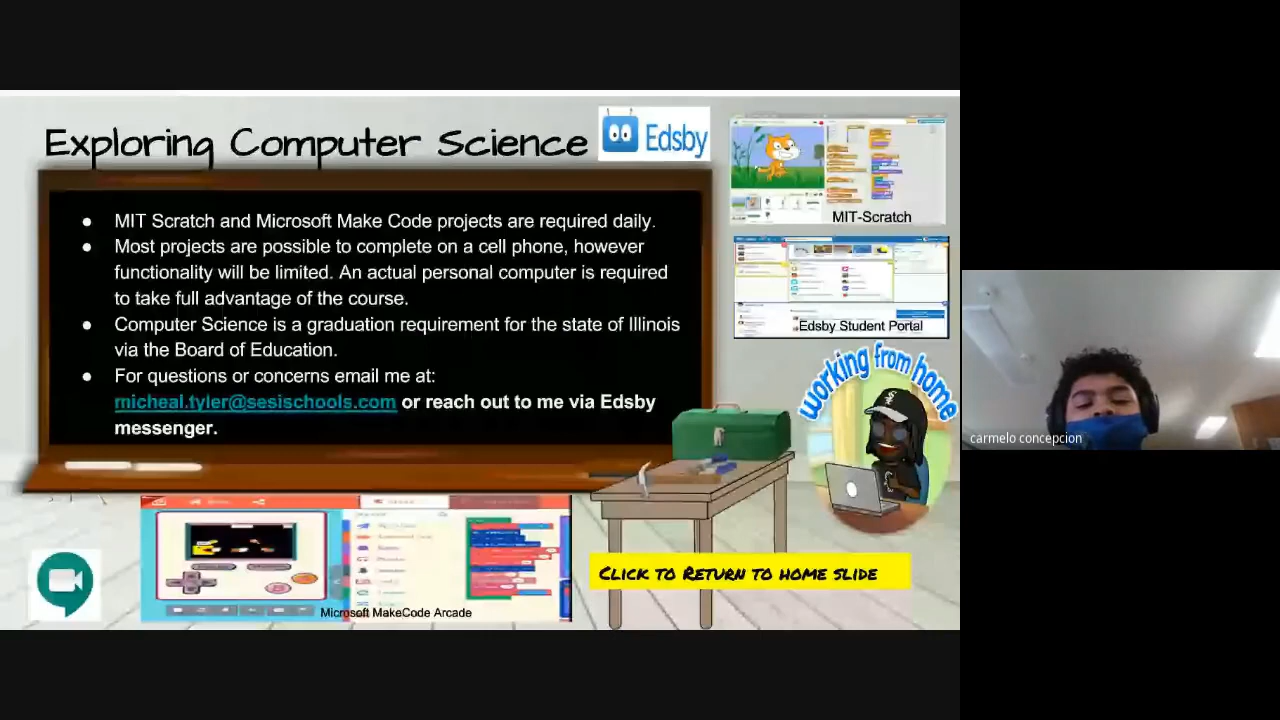 Exploring Computer Science
Edsby
MIT Scratch and Microsoft Make Code projects are required daily.
Most projects are possible to complete on a cell phone, however
functionality will be limited. An actual personal computer is required
to take full advantage of the course.
Computer Science is a graduation requirement for the state of Illinois
via the Board of Education.
For questions or concerns email me at:
micheal.tyler@sesischools.com or reach out to me via Edsby
messenger.
MIT-Scratch
Edsby Student Portal
working from home
carmelo concepcion
Click to Return to home slide
Microsoft MakeCode Arcade